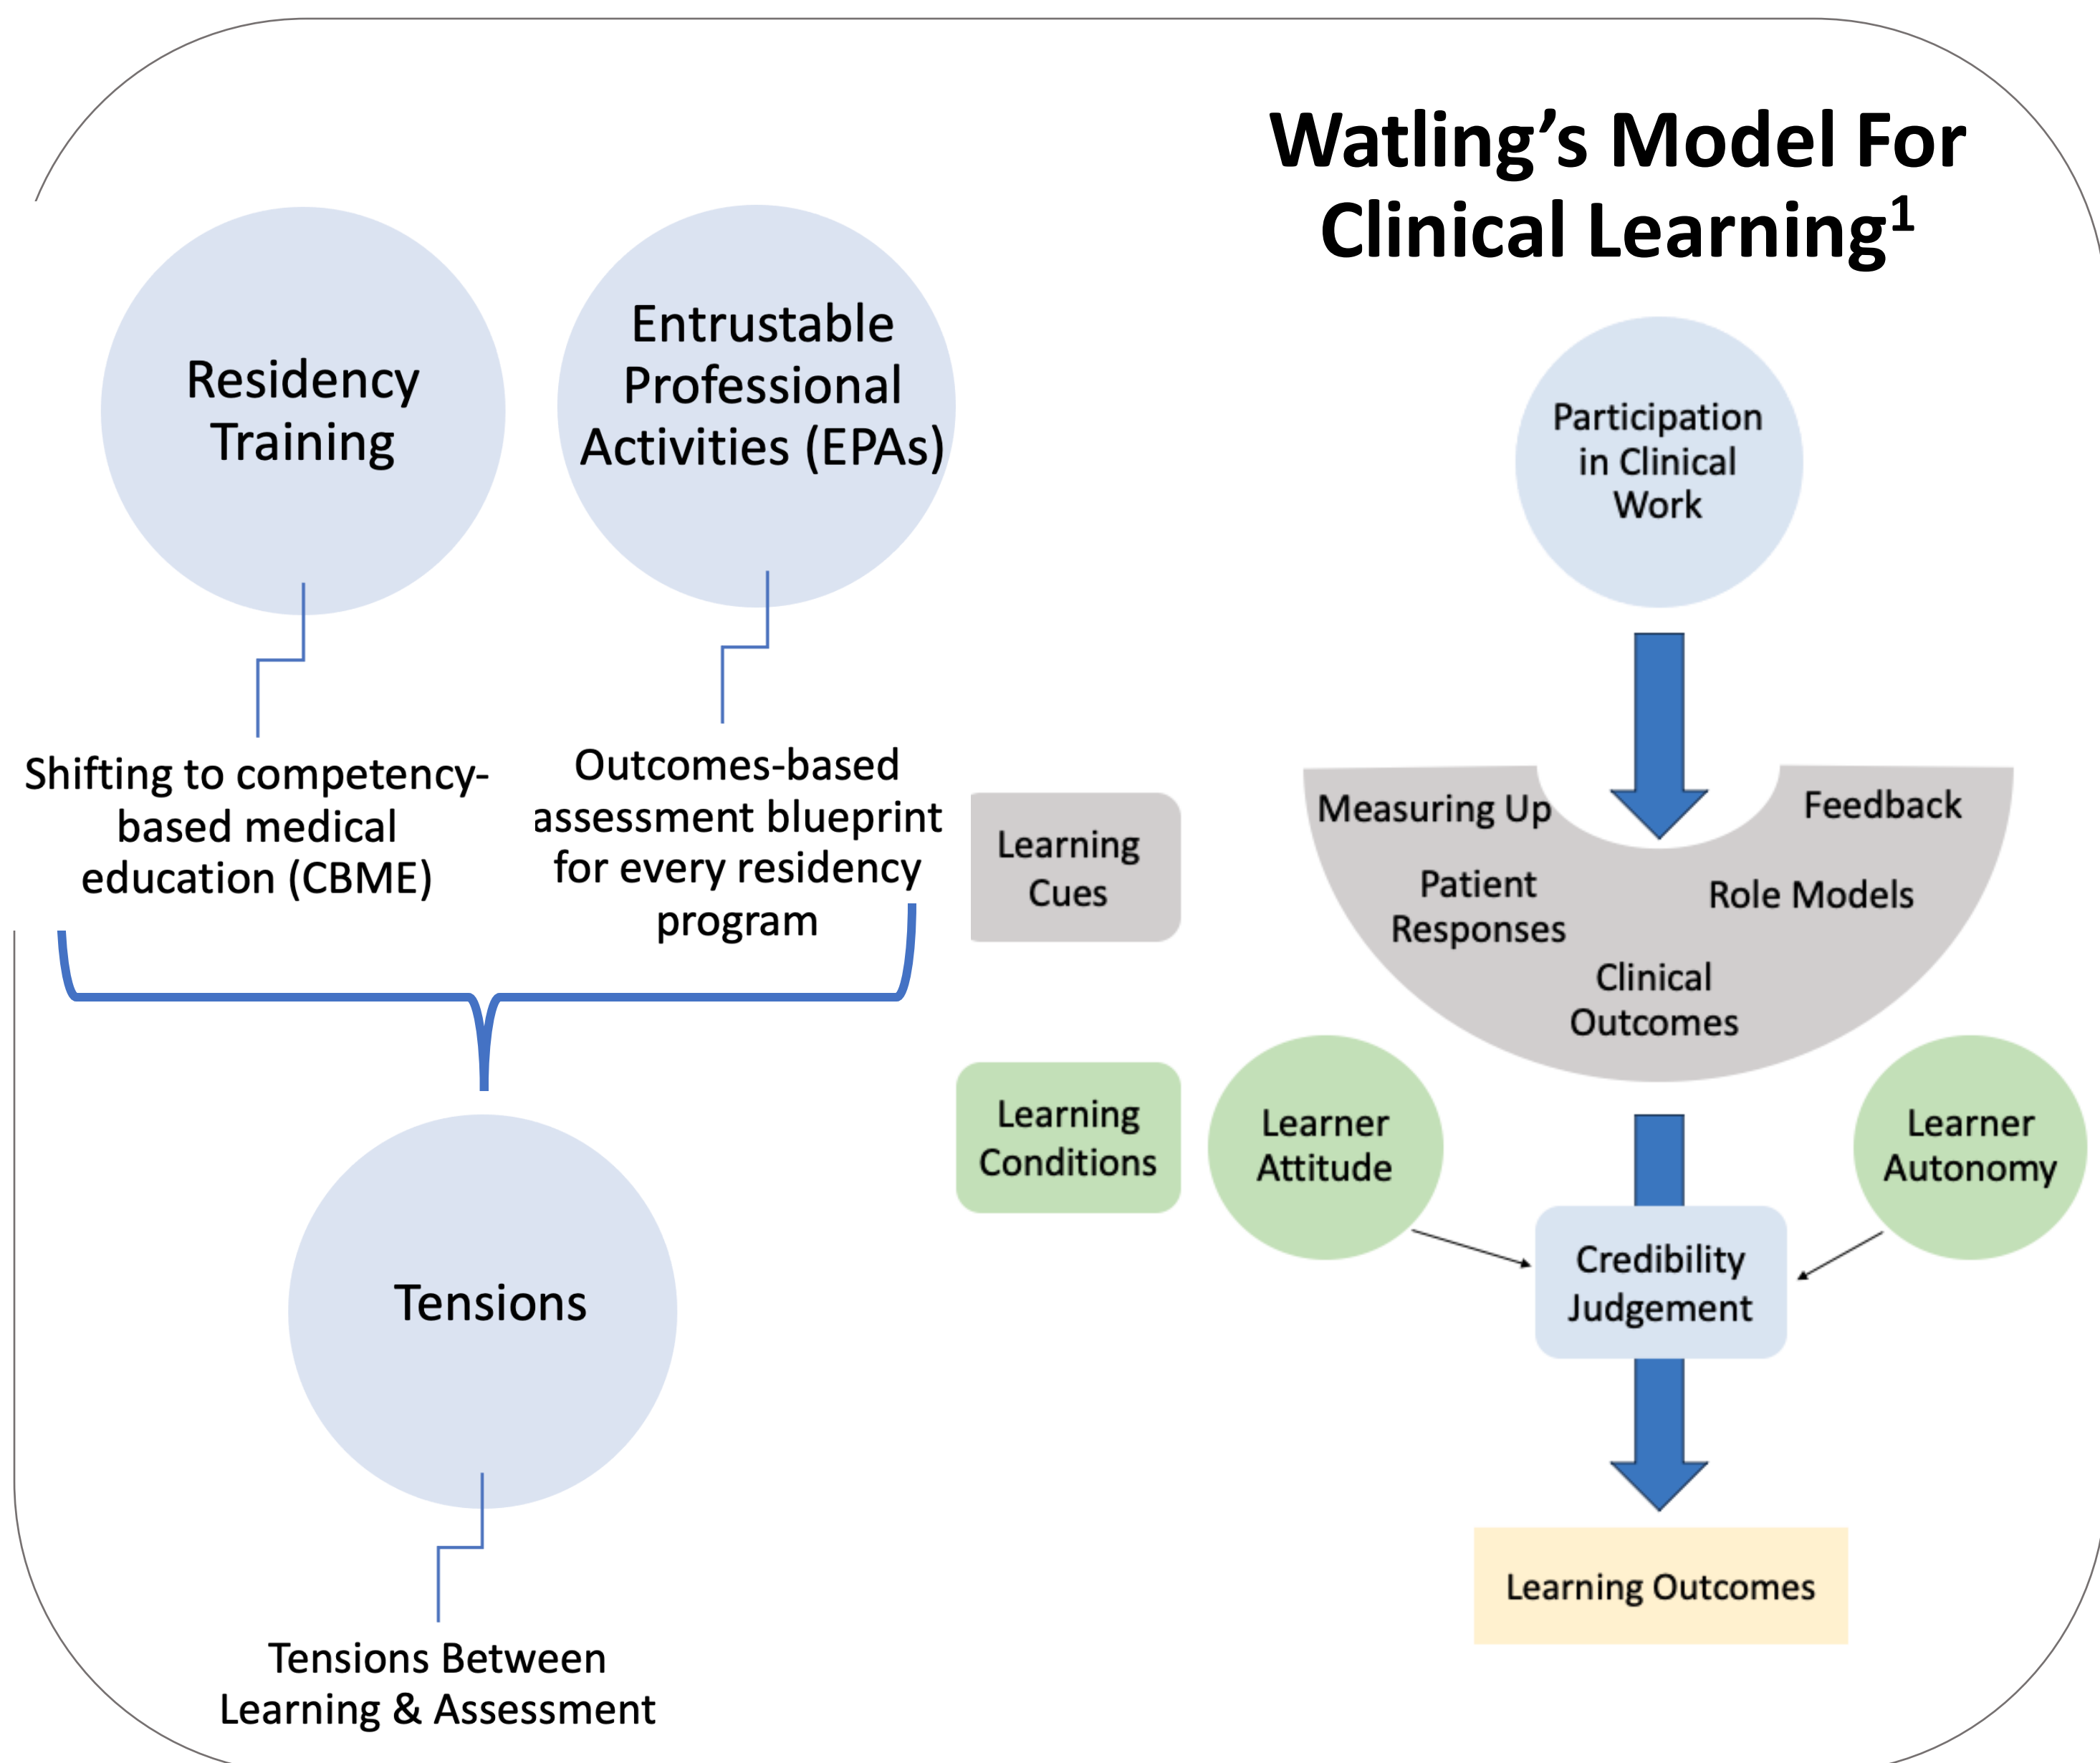 Residency
Training
Entrustable
Professional
Activities (EPAs)
Shifting to competency-
based medical
education (CBME)
Outcomes-based
assessment blueprint
for every residency
program
Tensions
Tensions Between
Learning & Assessment
Watling’s Model For
Clinical Learning¹
Participation
in Clinical
Work
Learning
Cues
Measuring Up
Feedback
Patient
Responses
Role Models
Clinical
Outcomes
Learning
Conditions
Learner
Attitude
Learner
Autonomy
Credibility
Judgement
Learning Outcomes